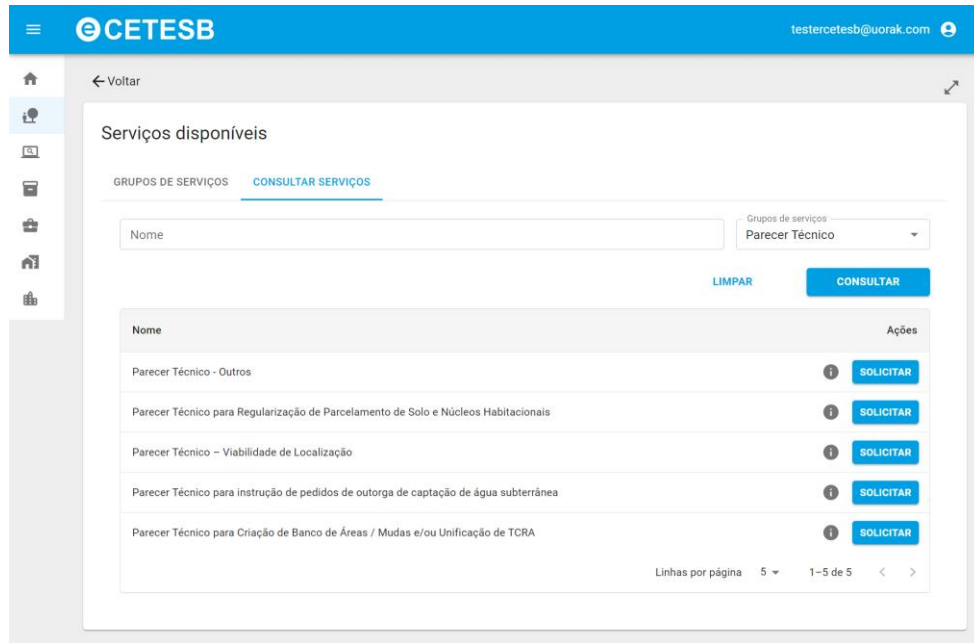 eCETESB
testercetesb@uorak.com
Voltar
Serviços disponíveis
GRUPOS DE SERVIÇOS CONSULTAR SERVIÇOS
Nome
Grupos de serviços
Parecer Técnico
LIMPAR CONSULTAR
Nome Ações
Parecer Técnico - Outros SOLICITAR
Parecer Técnico para Regularização de Parcelamento de Solo e Núcleos Habitacionais SOLICITAR
Parecer Técnico – Viabilidade de Localização SOLICITAR
Parecer Técnico para instrução de pedidos de outorga de captação de água subterrânea SOLICITAR
Parecer Técnico para Criação de Banco de Áreas / Mudas e/ou Unificação de TCRA SOLICITAR
Linhas por página 5 1–5 de 5